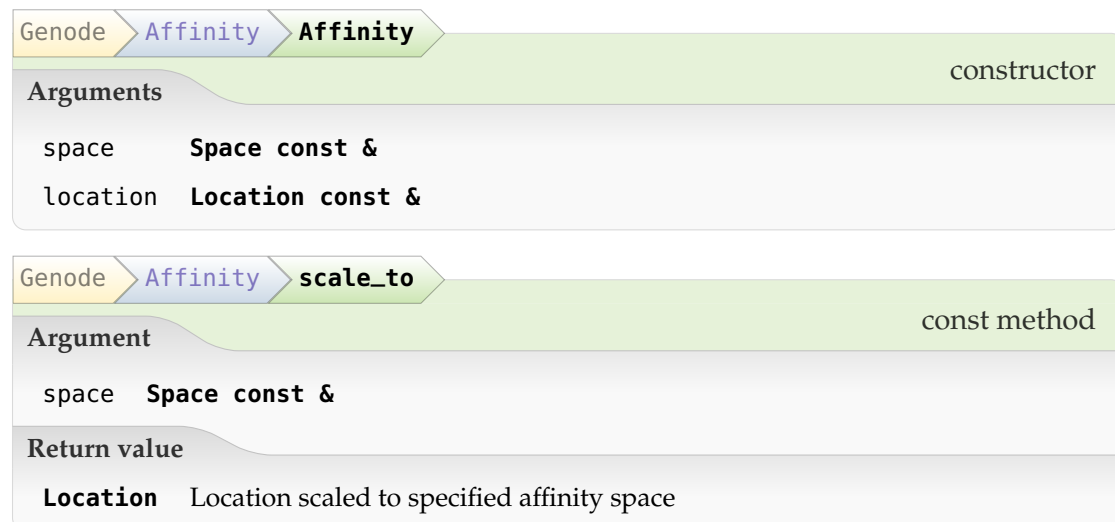 Genode Affinity Affinity
constructor
Arguments
space Space const &
location Location const &
Genode Affinity scale_to
const method
Argument
space Space const &
Return value
Location Location scaled to specified affinity space